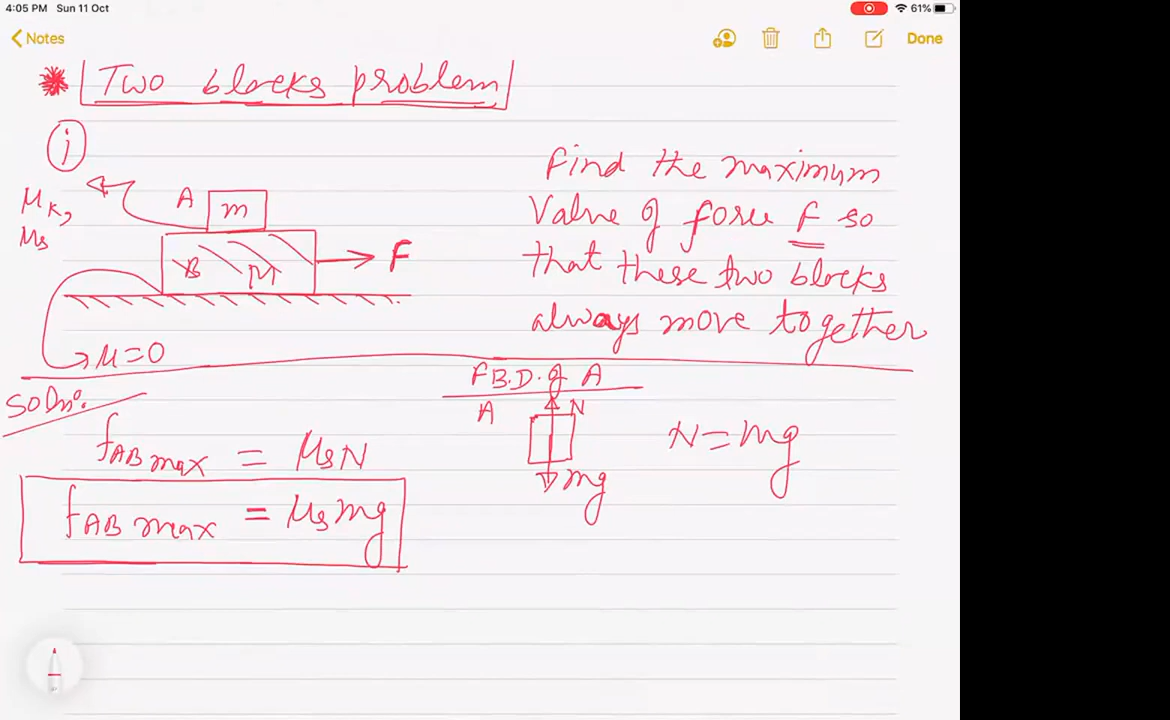 4:05 PM Sun 11 Oct
61%
Notes
Done
Two blocks problem
i
A
m
μK,
μs
B
M
F
μ=0
Find the maximum
value of force F so
that these two blocks
always move together
Soln:
F.B.D. of A
A
N
mg
N = mg
fAB max = μsN
fAB max = μsmg